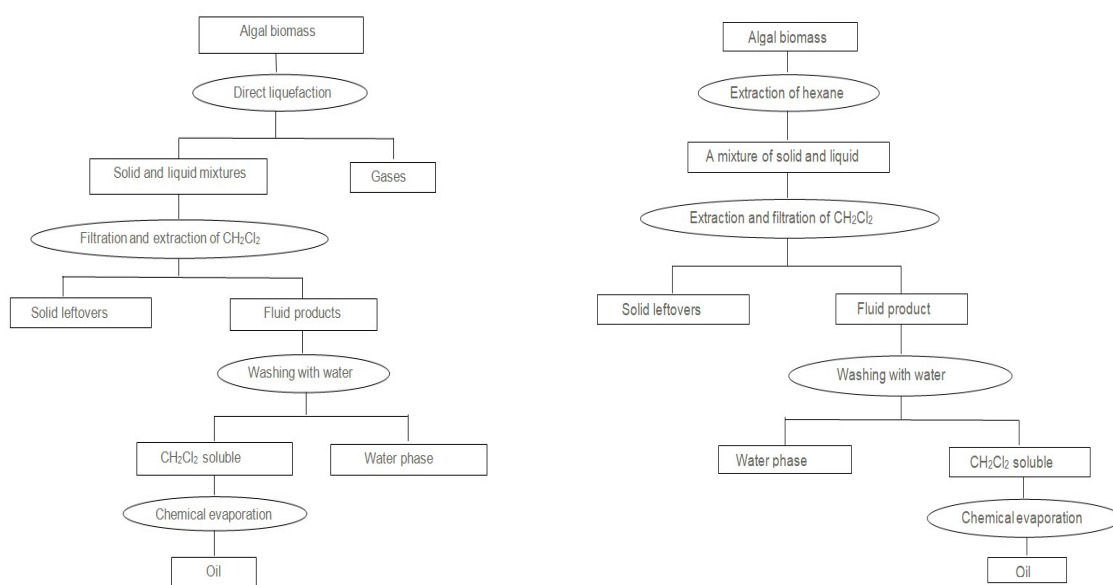 Algal biomass
Direct liquefaction
Solid and liquid mixtures
Gases
Filtration and extraction of CH₂Cl₂
Solid leftovers
Fluid products
Washing with water
CH₂Cl₂ soluble
Water phase
Chemical evaporation
Oil
Algal biomass
Extraction of hexane
A mixture of solid and liquid
Extraction and filtration of CH₂Cl₂
Solid leftovers
Fluid product
Washing with water
Water phase
CH₂Cl₂ soluble
Chemical evaporation
Oil